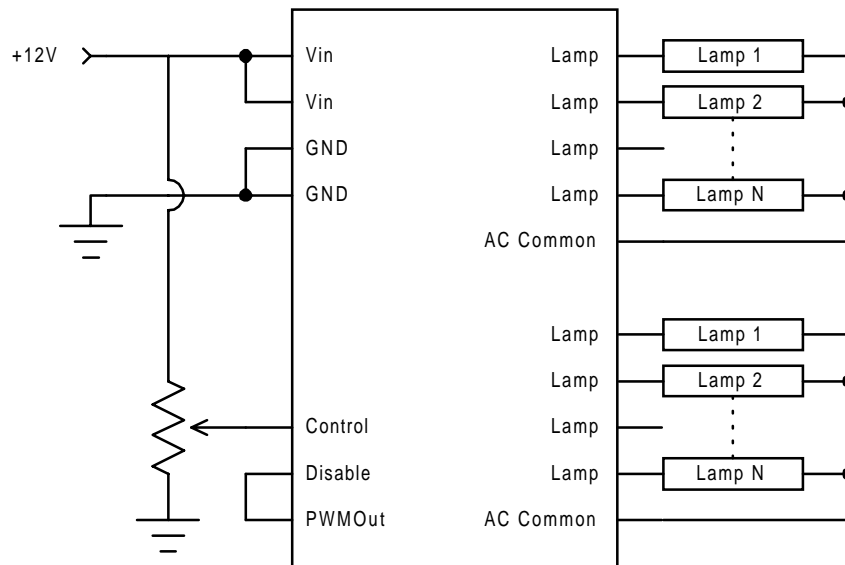 +12V
Vin
Vin
GND
GND
Control
Disable
PWMOut
Lamp
Lamp
Lamp
Lamp
AC Common
Lamp
Lamp
Lamp
Lamp
AC Common
Lamp 1
Lamp 2
Lamp N
Lamp 1
Lamp 2
Lamp N